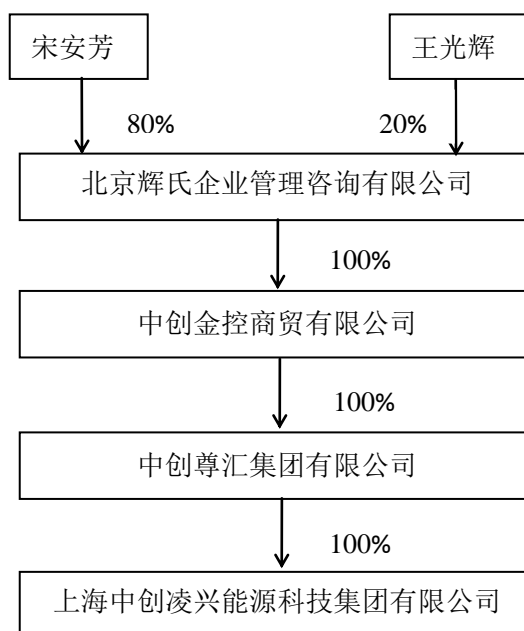 宋安芳
王光辉
80%
20%
北京辉氏企业管理咨询有限公司
100%
中创金控商贸有限公司
100%
中创尊汇集团有限公司
100%
上海中创凌兴能源科技集团有限公司